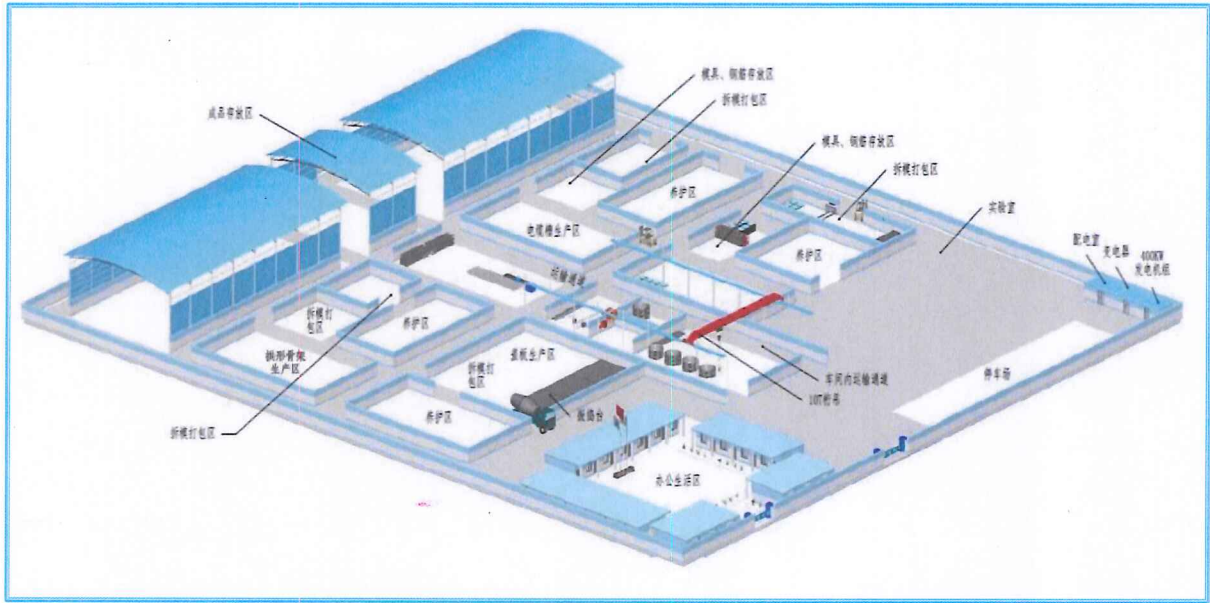 模具、钢筋存放区
拆模打包区
成品存放区
模具、钢筋存放区
拆模打包区
养护区
实验室
电缆槽生产区
配电室
变电器
400KW
发电机组
养护区
运输通道
拆模打
包区
养护区
拱形骨架
生产区
盖板生产区
拆模打
包区
车间内运输通道
停车场
10T桁吊
养护区
拆模打包区
办公生活区